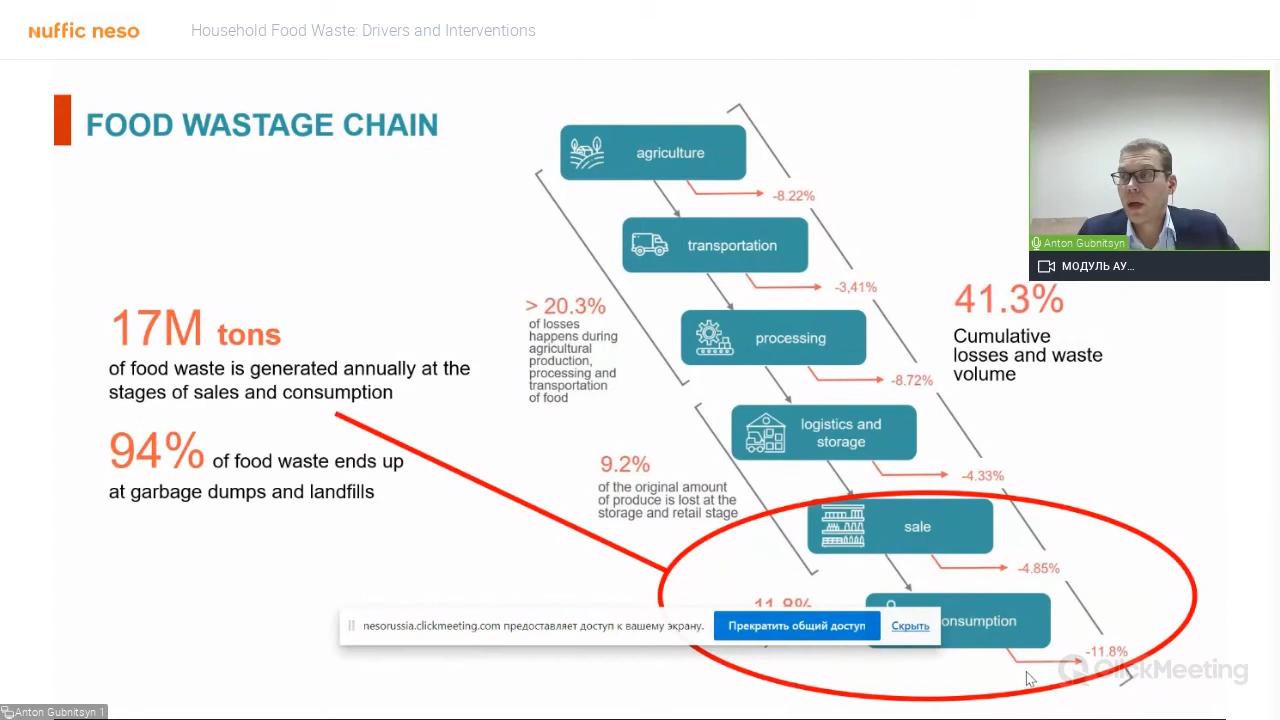 nuffic neso
Household Food Waste: Drivers and Interventions
FOOD WASTAGE CHAIN
17M tons
of food waste is generated annually at the
stages of sales and consumption
94% of food waste ends up
at garbage dumps and landfills
> 20.3%
of losses
happens during
agricultural
production,
processing and
transportation
of food
9.2%
of the original amount
of produce is lost at the
storage and retail stage
11.8%
agriculture
-8.22%
transportation
-3,41%
processing
-8.72%
logistics and
storage
-4.33%
sale
-4.85%
onsumption
-11.8%
41.3%
Cumulative
losses and waste
volume
Anton Gubnitsyn
МОДУЛЬ АУ...
nesorussia.clickmeeting.com предоставляет доступ к вашему экрану.
Прекратить общий доступ
Скрыть
ClickMeeting
Anton Gubnitsyn 1